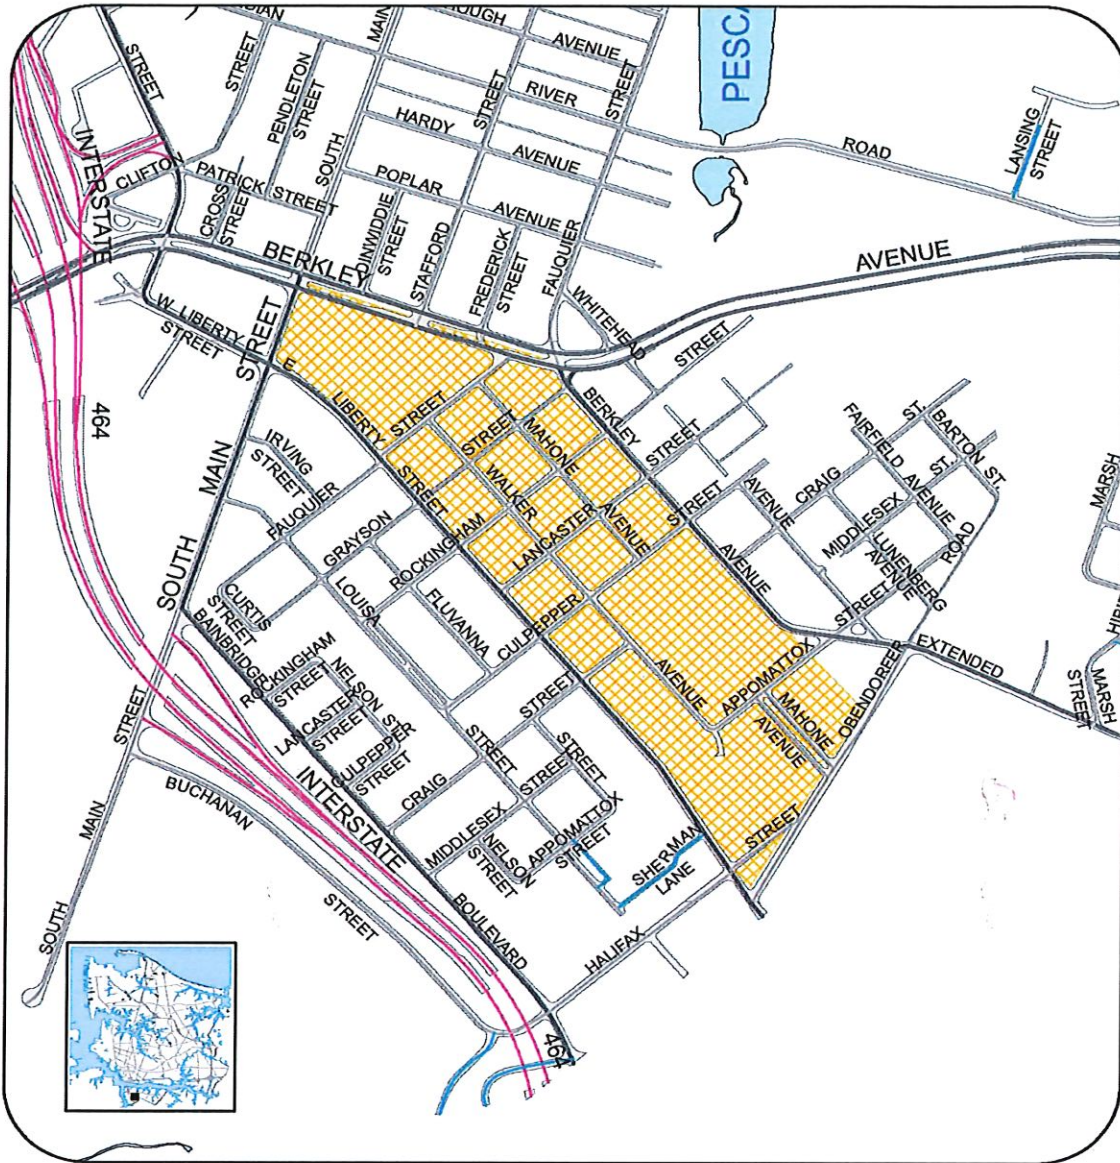 DIAN
STREET
MAIN
OUGH
AVENUE
PESCA
STREET
STREET
PENDLETON
STREET
SOUTH
HARDY
STREET
RIVER
AVENUE
STREET
ROAD
LANSING
STREET
INTERSTATE
CLIFTON
PATRICK
STREET
CROSS
STREET
POPLAR
AVENUE
DINWIDDIE
STREET
STAFFORD
FREDERICK
STREET
FAUQUIER
BERKLEY
AVENUE
WHITEHEAD
STREET
W. LIBERTY
STREET
STREET
E
LIBERTY
STREET
464
MAIN
IRVING
STREET
FAUQUIER
STREET
STREET
MAHONE
WALKER
BERKLEY
STREET
STREET
AVENUE
GRAYSON
ROCKINGHAM
LANCASTER
AVENUE
AVENUE
CRAIG
ST.
FAIRFIELD
AVENUE
BARTON ST.
ST.
MIDDLESEX
LUNENBERG
AVENUE
ROAD
STREET
MARSH
SOUTH
CURTIS
STREET
LOUISA
FLUVANNA
CULPEPPER
BAINBRIDGE
ROCKINGHAM
STREET
NELSON STR
LANCASTER
STREET
CULPEPPER
STREET
AVENUE
APPOMATTOX
MAHONE
AVENUE
OBENDORFER
EXTENDED
MARSH
STREET
STREET
STREET
STREET
STREET
STREET
MAIN
BUCHANAN
STREET
INTERSTATE
CRAIG
MIDDLESEX
NELSON
STREET
APPOMATTOX
STREET
SHERMAN
LANE
STREET
SOUTH
BOULEVARD
HALIFAX
464